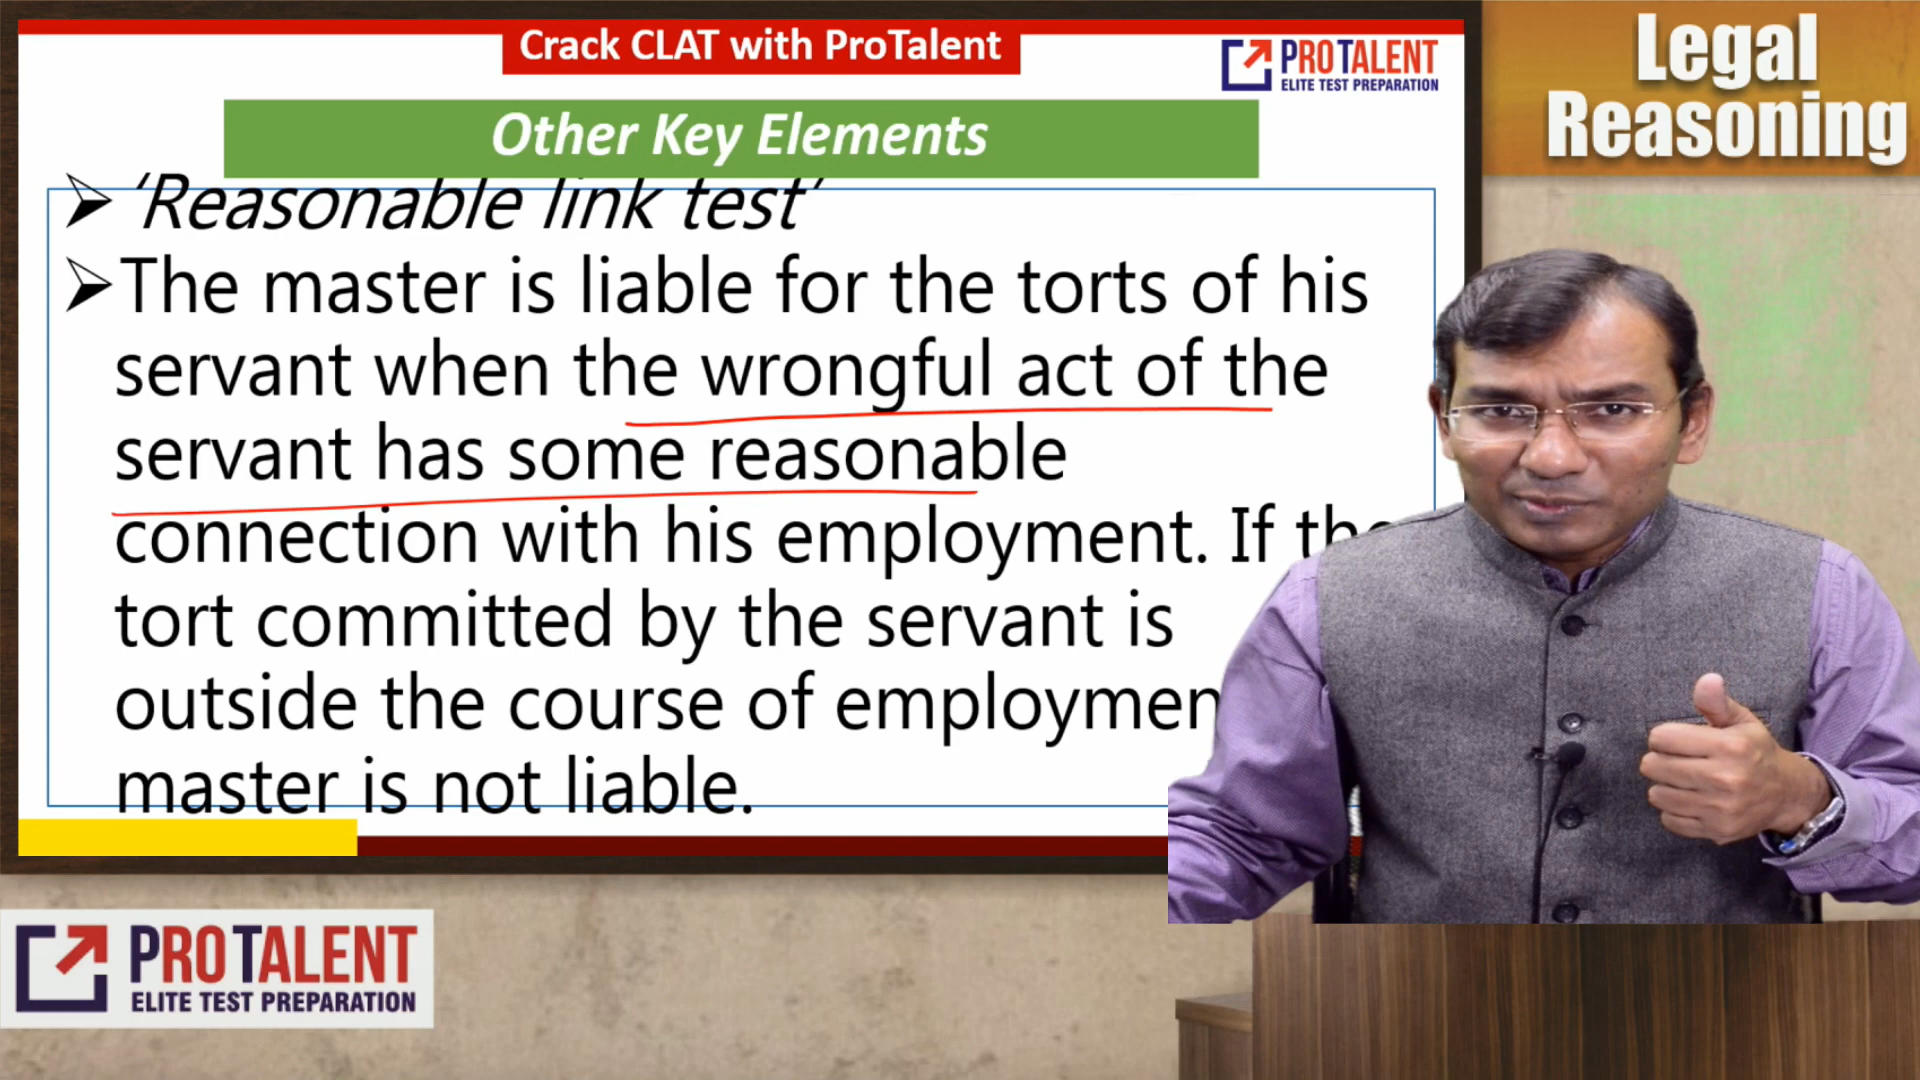 Crack CLAT with ProTalent
PROTALENT
ELITE TEST PREPARATION
Legal
Reasoning
Other Key Elements
‘Reasonable link test’
The master is liable for the torts of his
servant when the wrongful act of the
servant has some reasonable
connection with his employment. If
tort committed by the servant is
outside the course of
master is not liable.
PROTALENT
ELITE TEST PREPARATION